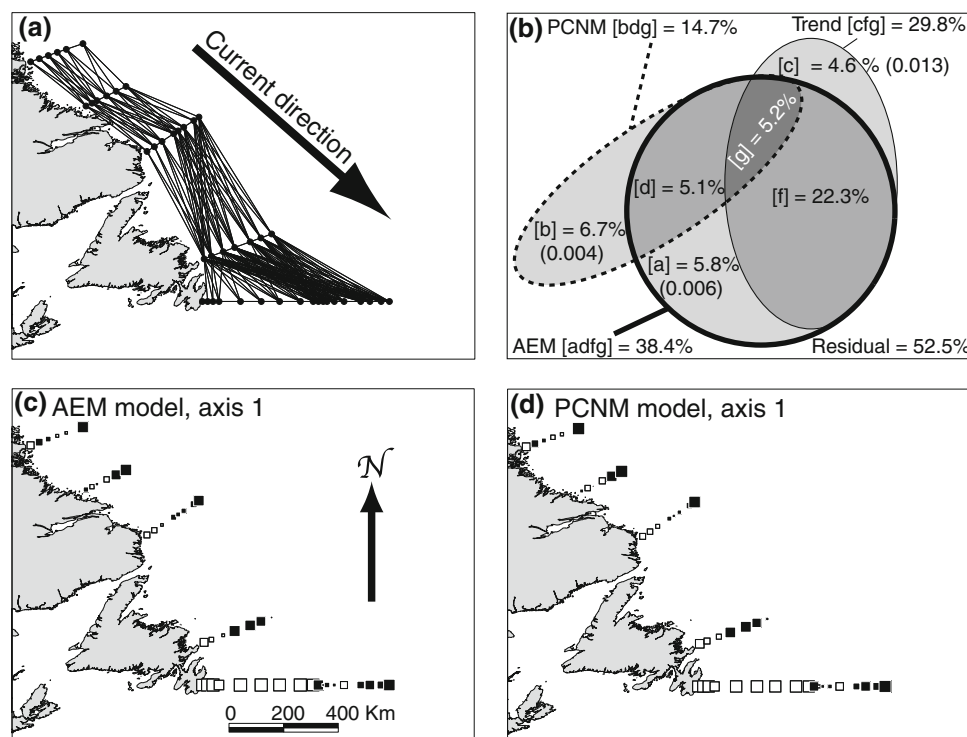 (a)
Current direction
(b)
PCNM [bdg] = 14.7%
Trend [cfg] = 29.8%
[c] = 4.6 % (0.013)
[g] = 5.2%
[d] = 5.1%
[f] = 22.3%
[b] = 6.7%
(0.004)
[a] = 5.8%
(0.006)
AEM [adfg] = 38.4%
Residual = 52.5%
(c) AEM model, axis 1
N
0 200 400 Km
(d) PCNM model, axis 1